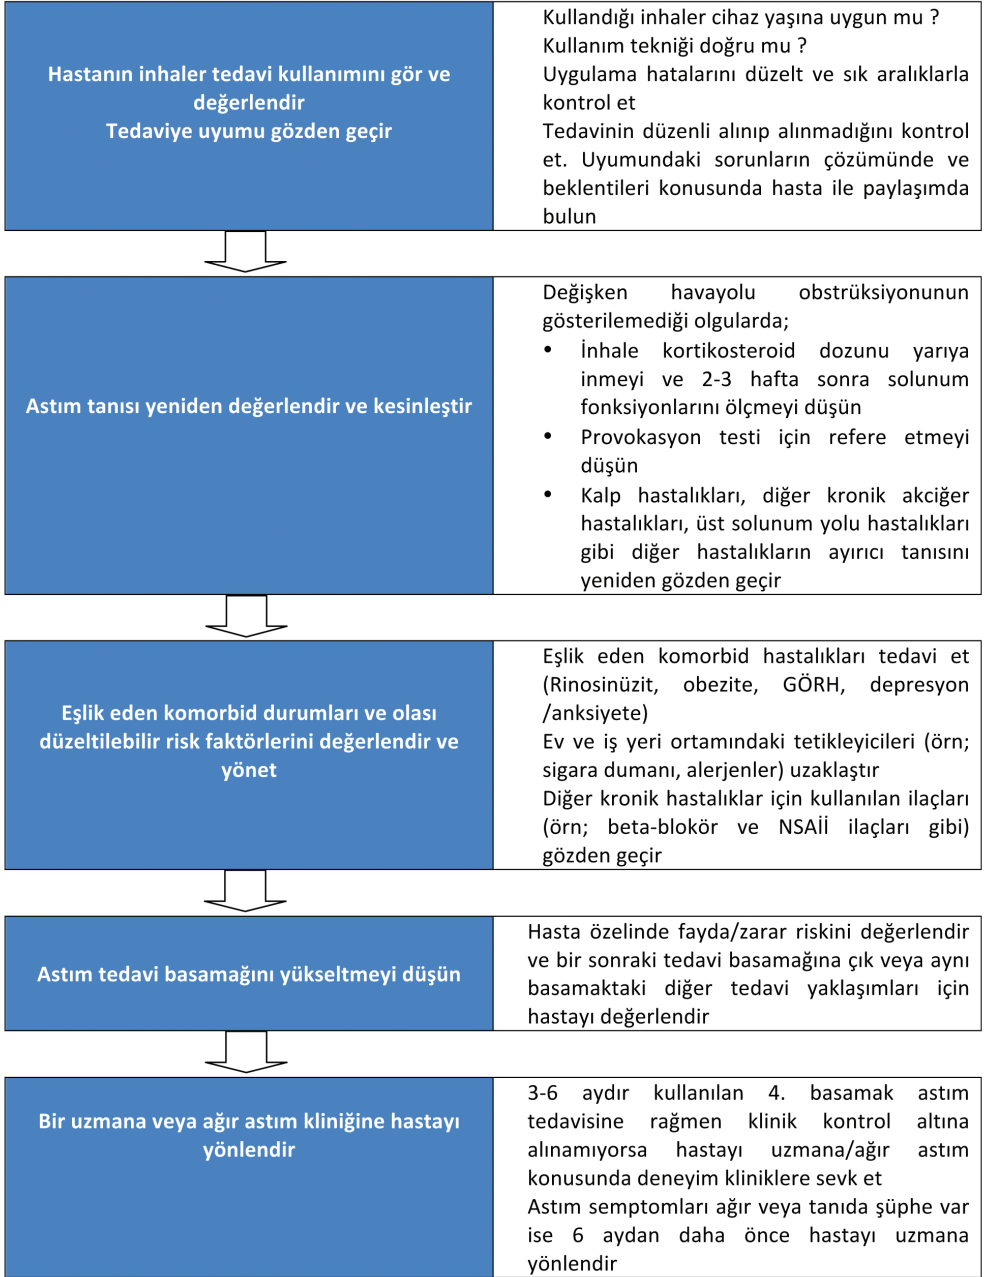 Hastanın inhaler tedavi kullanımını gör ve
değerlendir
Tedaviye uyumu gözden geçir
Kullandığı inhaler cihaz yaşına uygun mu ?
Kullanım tekniği doğru mu ?
Uygulama hatalarını düzelt ve sık aralıklarla
kontrol et
Tedavinin düzenli alınıp alınmadığını kontrol
et. Uyumundaki sorunların çözümünde ve
beklentileri konusunda hasta ile paylaşımda
bulun
Astım tanısı yeniden değerlendir ve kesinleştir
Değişken havayolu obstrüksiyonunun
gösterilemediği olgularda;
• İnhale kortikosteroid dozunu yarıya
inmeyi ve 2-3 hafta sonra solunum
fonksiyonlarını ölçmeyi düşün
• Provokasyon testi için refere etmeyi
düşün
• Kalp hastalıkları, diğer kronik akciğer
hastalıkları, üst solunum yolu hastalıkları
gibi diğer hastalıkların ayırıcı tanısını
yeniden gözden geçir
Eşlik eden komorbid durumları ve olası
düzeltilebilir risk faktörlerini değerlendir ve
yönet
Eşlik eden komorbid hastalıkları tedavi et
(Rinosinüzit, obezite, GÖRH, depresyon
/anksiyete)
Ev ve iş yeri ortamındaki tetikleyicileri (örn;
sigara dumanı, alerjenler) uzaklaştır
Diğer kronik hastalıklar için kullanılan ilaçları
(örn; beta-blokör ve NSAİİ ilaçları gibi)
gözden geçir
Astım tedavi basamağını yükseltmeyi düşün
Hasta özelinde fayda/zarar riskini değerlendir
ve bir sonraki tedavi basamağına çık veya aynı
basamaktaki diğer tedavi yaklaşımları için
hastayı değerlendir
Bir uzmana veya ağır astım kliniğine hastayı
yönlendir
3-6 aydır kullanılan 4. basamak astım
tedavisine rağmen klinik kontrol altına
alınamıyorsa hastayı uzmana/ağır astım
konusunda deneyim kliniklere sevk et
Astım semptomları ağır veya tanıda şüphe var
ise 6 aydan daha önce hastayı uzmana
yönlendir